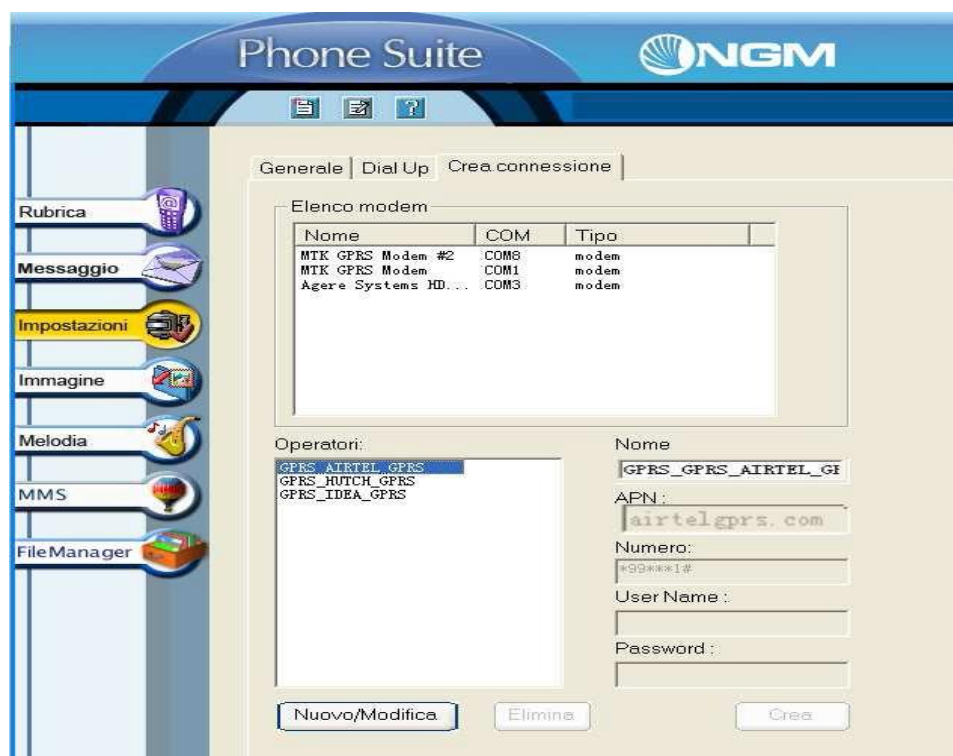 Phone Suite NGM
?
Generale Dial Up Crea connessione
Rubrica
Messaggio
Impostazioni
Immagine
Melodia
MMS
FileManager
Elenco modem
Nome COM Tipo
MTK GPRS Modem #2 COM8 modem
MTK GPRS Modem COM1 modem
Agere Systems HD... COM3 modem
Operatori:
GPRS_AIRTEL_GPRS
GPRS_HUTCH_GPRS
GPRS_IDEA_GPRS
Nome
GPRS_GPRS_AIRTEL_GI
APN :
airtelgprs.com
Numero:
*99***1#
User Name :
Password :
Nuovo/Modifica Elimina Crea